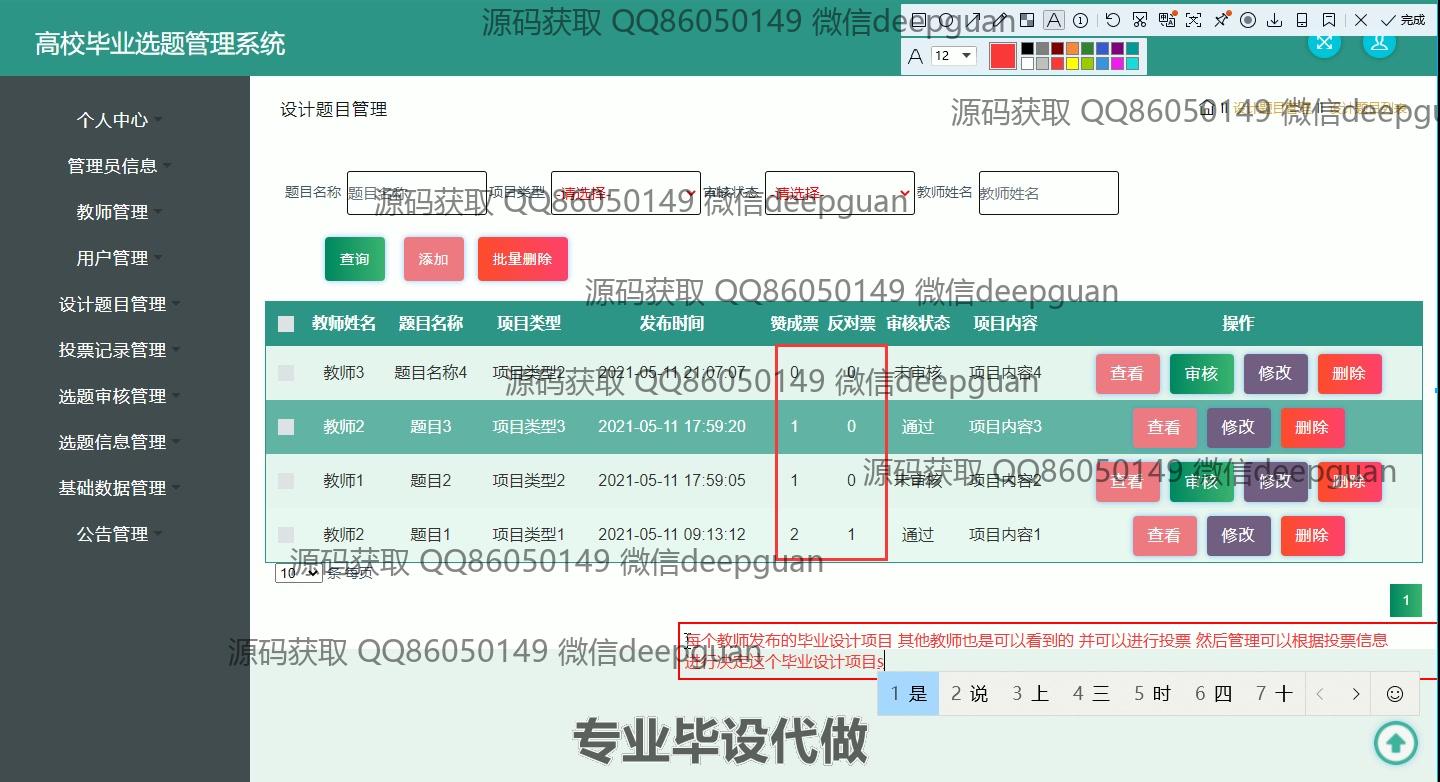 源码获取 QQ86050149 微信deepguan
12
完成
高校毕业选题管理系统
个人中心
管理员信息
教师管理
用户管理
设计题目管理
投票记录管理
选题审核管理
选题信息管理
基础数据管理
公告管理
设计题目管理
源码获取 QQ86050149 微信deepgu
题目名称 题目名称 项目类型 -请选择- 审核状态 -请选择- 教师姓名 教师姓名
源码获取 QQ86050149 微信deepguan
查询 添加 批量删除
源码获取 QQ86050149 微信deepguan
教师姓名 题目名称 项目类型 发布时间 赞成票 反对票 审核状态 项目内容 操作
教师3 题目名称4 项目类型2 2021-05-11 21:07:07 0 0 未审核 项目内容4 查看 审核 修改 删除
源码获取 QQ86050149 微信deepguan
教师2 题目3 项目类型3 2021-05-11 17:59:20 1 0 通过 项目内容3 查看 修改 删除
源码获取 QQ86050149 微信deepguan
教师1 题目2 项目类型2 2021-05-11 17:59:05 1 0 未审核 项目内容2 查看 审核 修改 删除
教师2 题目1 项目类型1 2021-05-11 09:13:12 2 1 通过 项目内容1 查看 修改 删除
源码获取 QQ86050149 微信deepguan
10 条 每页
1
源码获取 QQ86050149 微信deepguan
每个教师发布的毕业设计项目 其他教师也是可以看到的 并可以进行投票 然后管理可以根据投票信息
进行决定这个毕业设计项目s
1 是 2 说 3 上 4 三 5 时 6 四 7 十
专业毕设代做